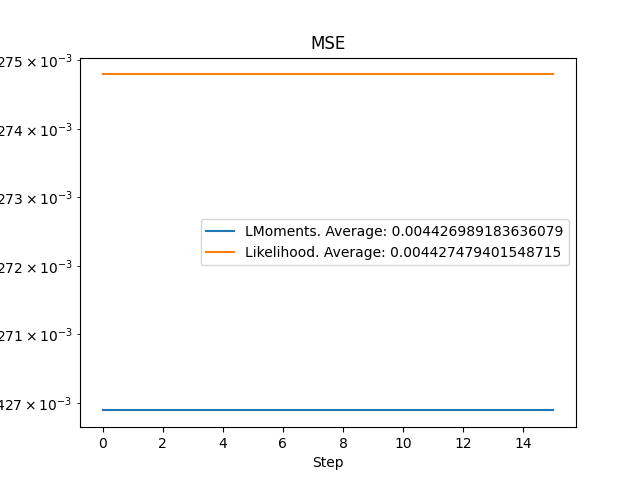 MSE
275 × 10⁻³
274 × 10⁻³
273 × 10⁻³
272 × 10⁻³
271 × 10⁻³
427 × 10⁻³
LMoments. Average: 0.004426989183636079
Likelihood. Average: 0.004427479401548715
0 2 4 6 8 10 12 14
Step